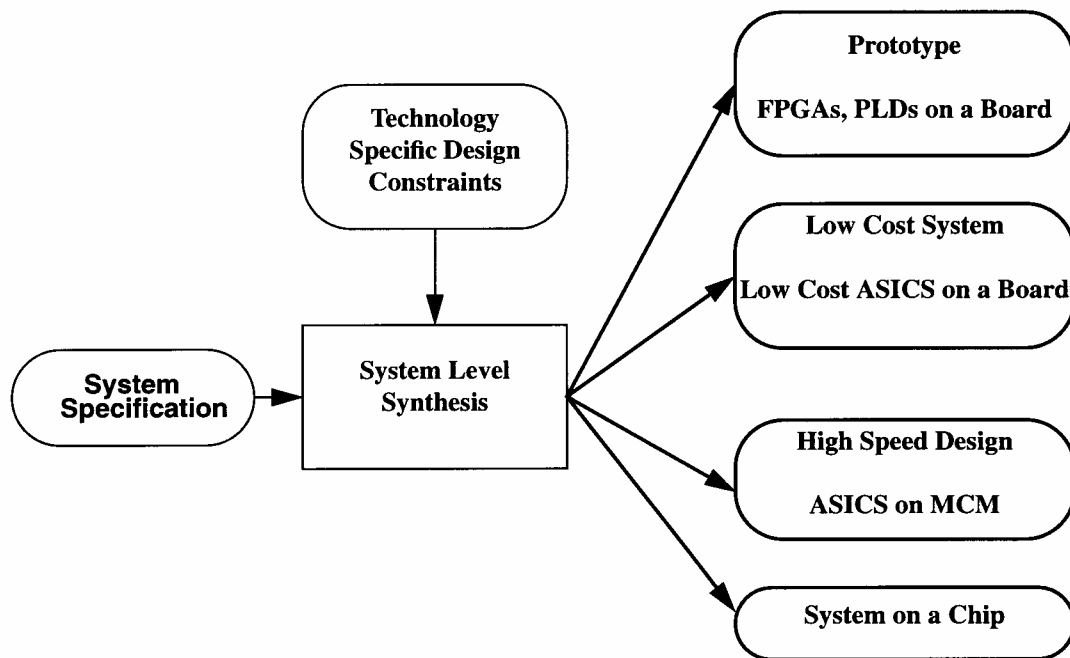 System
Specification
Technology
Specific Design
Constraints
System Level
Synthesis
Prototype
FPGAs, PLDs on a Board
Low Cost System
Low Cost ASICS on a Board
High Speed Design
ASICS on MCM
System on a Chip